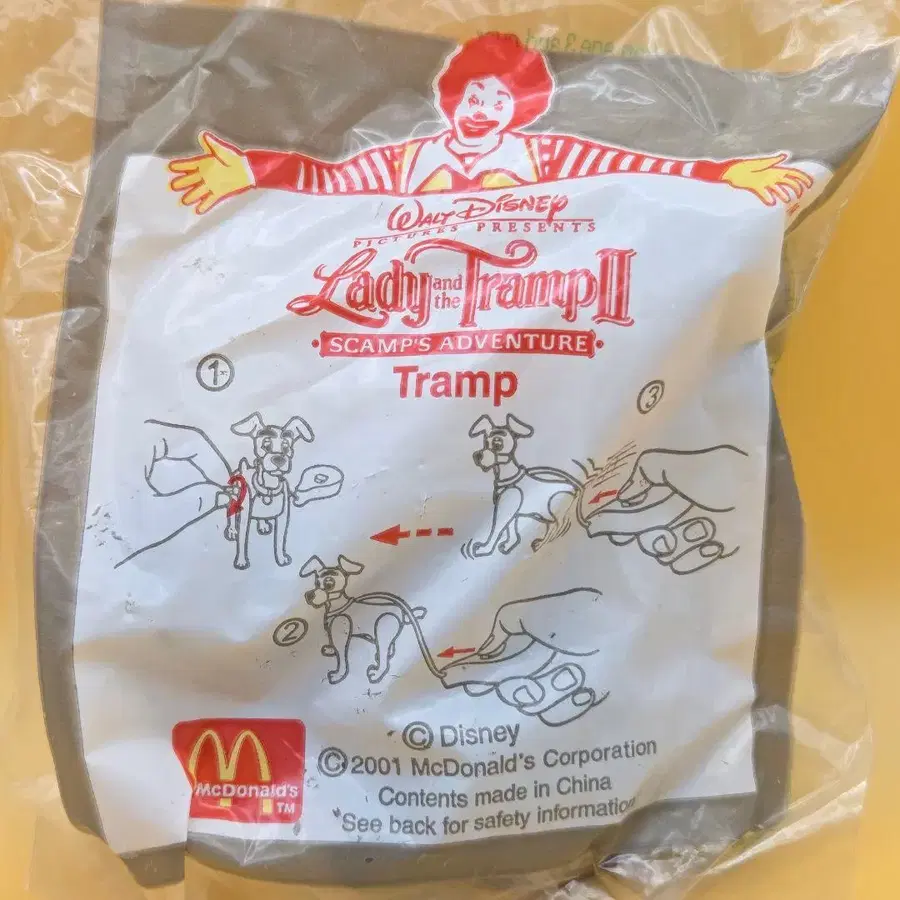 WALT DISNEY
PICTURES PRESENTS
Lady and the Tramp II
SCAMP'S ADVENTURE
Tramp
1
3
2
© Disney
© 2001 McDonald's Corporation
Contents made in China
"See back for safety information
McDonald's
TM